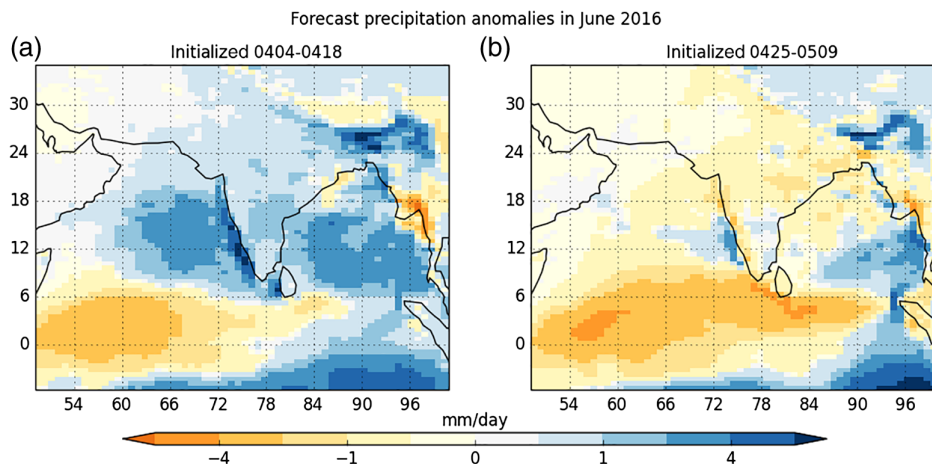 Forecast precipitation anomalies in June 2016
(a) Initialized 0404-0418
(b) Initialized 0425-0509
30
24
18
12
6
0
30
24
18
12
6
0
54 60 66 72 78 84 90 96
54 60 66 72 78 84 90 96
mm/day
−4 −1 0 1 4